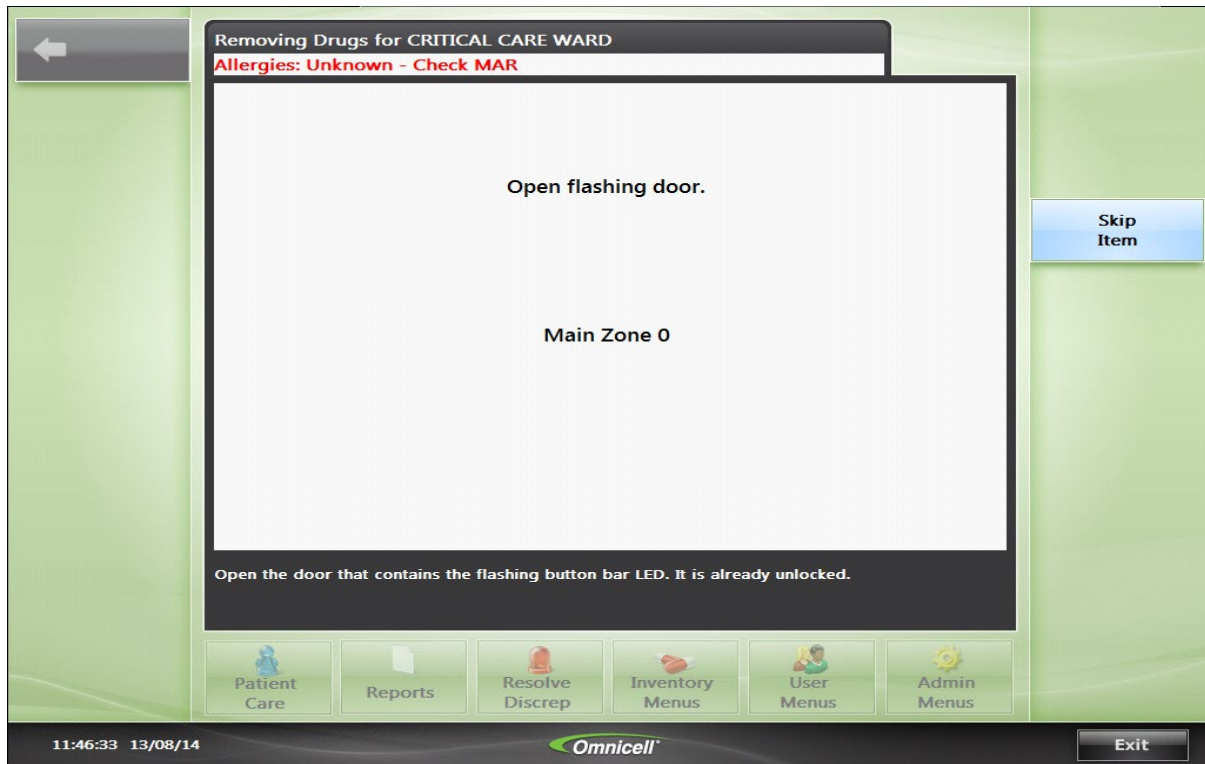 Removing Drugs for CRITICAL CARE WARD
Allergies: Unknown - Check MAR
Open flashing door.
Skip
Item
Main Zone 0
Open the door that contains the flashing button bar LED. It is already unlocked.
Patient
Care
Reports
Resolve
Discrep
Inventory
Menus
User
Menus
Admin
Menus
11:46:33 13/08/14
Omnicell
Exit